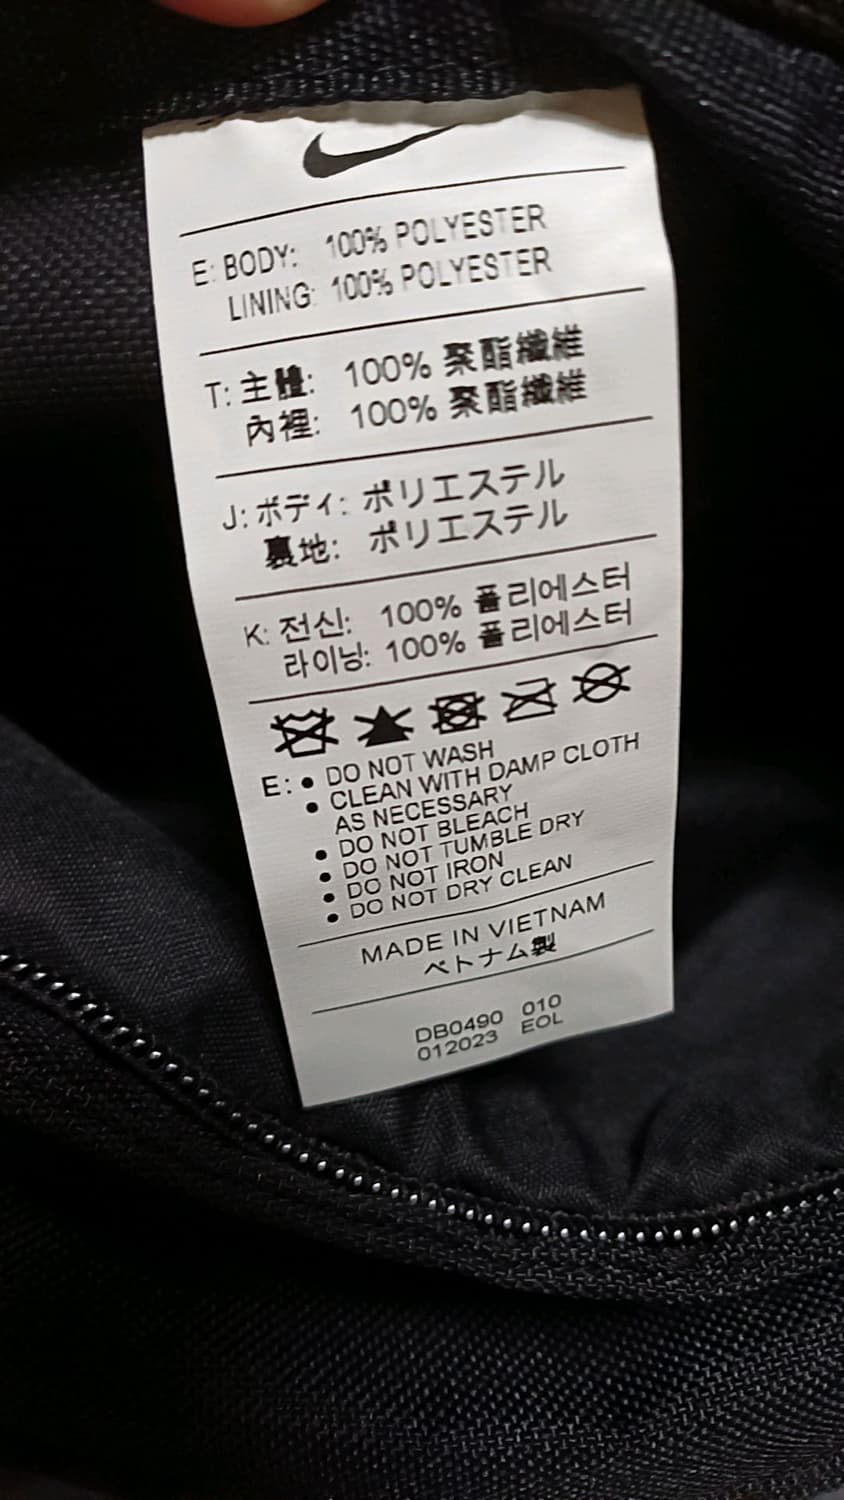 E: BODY: 100% POLYESTER
LINING: 100% POLYESTER
T: 主體: 100% 聚酯纖維
內裡: 100% 聚酯纖維
J: ボディ: ポリエステル
裏地: ポリエステル
K: 전신: 100% 폴리에스터
라이닝: 100% 폴리에스터
E: • DO NOT WASH
• CLEAN WITH DAMP CLOTH
AS NECESSARY
• DO NOT BLEACH
• DO NOT TUMBLE DRY
• DO NOT IRON
• DO NOT DRY CLEAN
MADE IN VIETNAM
ベトナム製
DB0490 010
012023 EOL